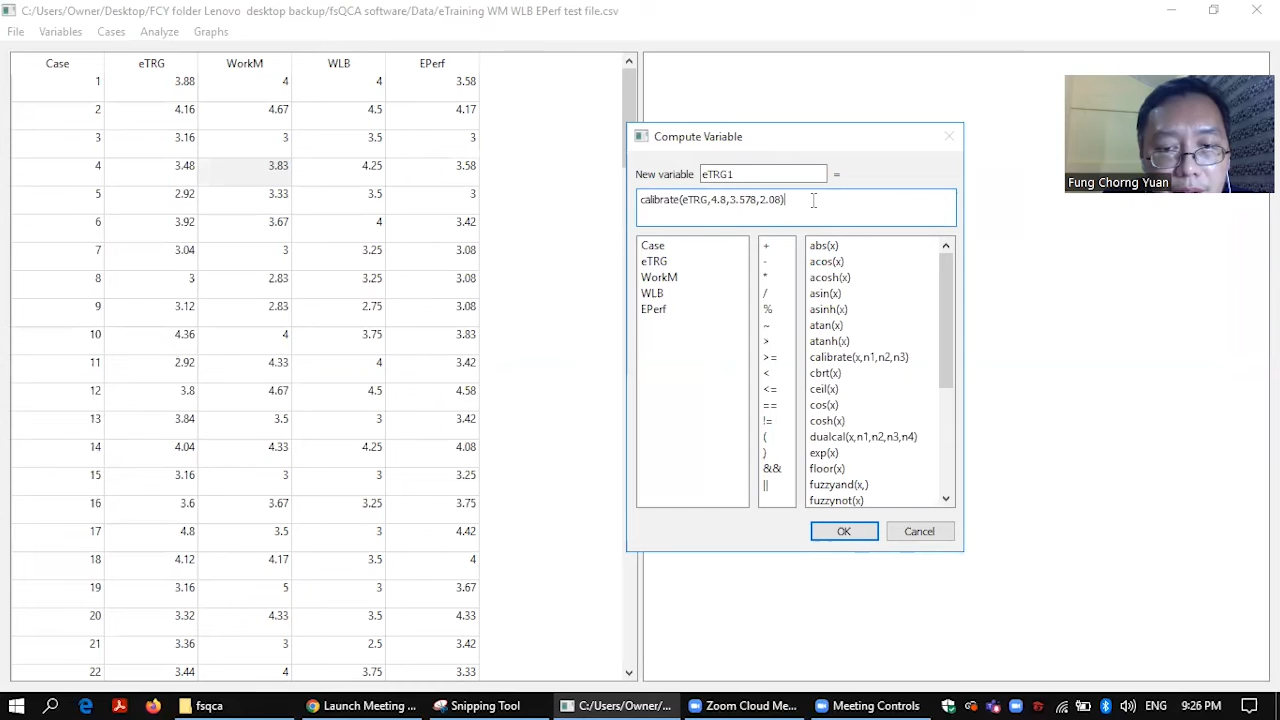 C:/Users/Owner/Desktop/FCY folder Lenovo  desktop backup/fsQCA software/Data/eTraining WM WLB EPerf test file.csv
File Variables Cases Analyze Graphs
Case eTRG WorkM WLB EPerf
1 3.88 4 4 3.58
2 4.16 4.67 4.5 4.17
3 3.16 3 3.5 3
4 3.48 3.83 4.25 3.58
5 2.92 3.33 3.5 3
6 3.92 3.67 4 3.42
7 3.04 3 3.25 3.08
8 3 2.83 3.25 3.08
9 3.12 2.83 2.75 3.08
10 4.36 4 3.75 3.83
11 2.92 4.33 4 3.42
12 3.8 4.67 4.5 4.58
13 3.84 3.5 3 3.42
14 4.04 4.33 4.25 4.08
15 3.16 3 3 3.25
16 3.6 3.67 3.25 3.75
17 4.8 3.5 3 4.42
18 4.12 4.17 3.5 4
19 3.16 5 3 3.67
20 3.32 4.33 3.5 4.33
21 3.36 3 2.5 3.42
22 3.44 4 3.75 3.33
Compute Variable
New variable eTRG1 =
calibrate(eTRG,4.8,3.578,2.08)
Case
eTRG
WorkM
WLB
EPerf
+
-
*
/
%
~
>
>=
<
<=
==
!=
(
)
&&
||
abs(x)
acos(x)
acosh(x)
asin(x)
asinh(x)
atan(x)
atanh(x)
calibrate(x,n1,n2,n3)
cbrt(x)
ceil(x)
cos(x)
cosh(x)
dualcal(x,n1,n2,n3,n4)
exp(x)
floor(x)
fuzzyand(x,)
fuzzynot(x)
OK Cancel
Fung Chorng Yuan
fsqca Launch Meeting ... Snipping Tool C:/Users/Owner/... Zoom Cloud Me... Meeting Controls ENG 9:26 PM